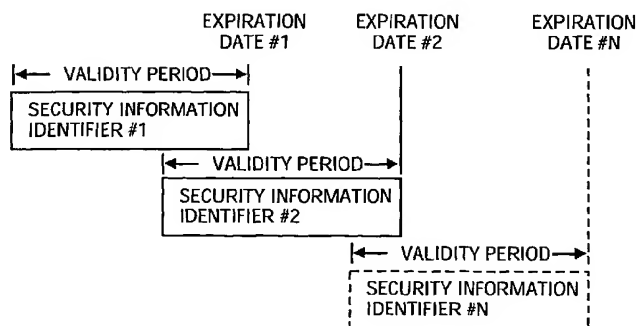 EXPIRATION DATE #1
EXPIRATION DATE #2
EXPIRATION DATE #N
VALIDITY PERIOD
SECURITY INFORMATION
IDENTIFIER #1
VALIDITY PERIOD
SECURITY INFORMATION
IDENTIFIER #2
VALIDITY PERIOD
SECURITY INFORMATION
IDENTIFIER #N